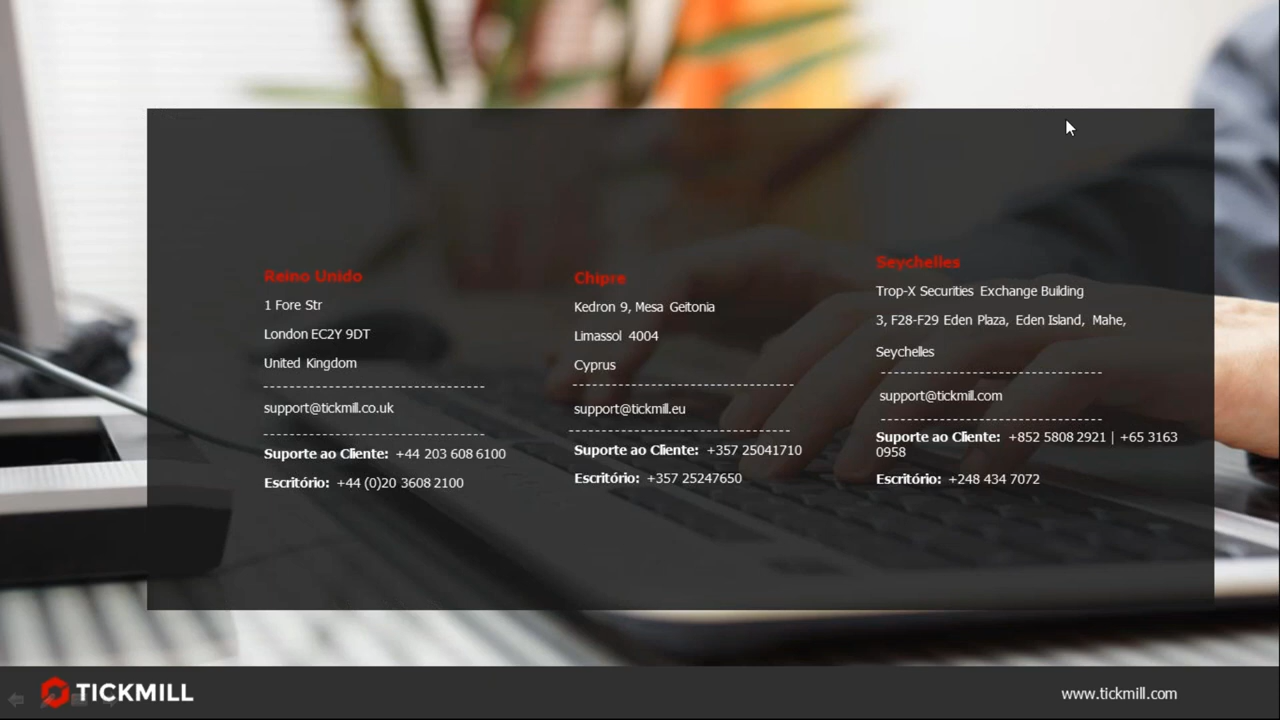 Reino Unido
1 Fore Str
London EC2Y 9DT
United Kingdom
support@tickmill.co.uk
Suporte ao Cliente: +44 203 608 6100
Escritório: +44 (0)20 3608 2100
Chipre
Kedron 9, Mesa Geitonia
Limassol 4004
Cyprus
support@tickmill.eu
Suporte ao Cliente: +357 25041710
Escritório: +357 25247650
Seychelles
Trop-X Securities Exchange Building
3, F28-F29 Eden Plaza, Eden Island, Mahe,
Seychelles
support@tickmill.com
Suporte ao Cliente: +852 5808 2921 | +65 3163
0958
Escritório: +248 434 7072
TICKMILL
www.tickmill.com